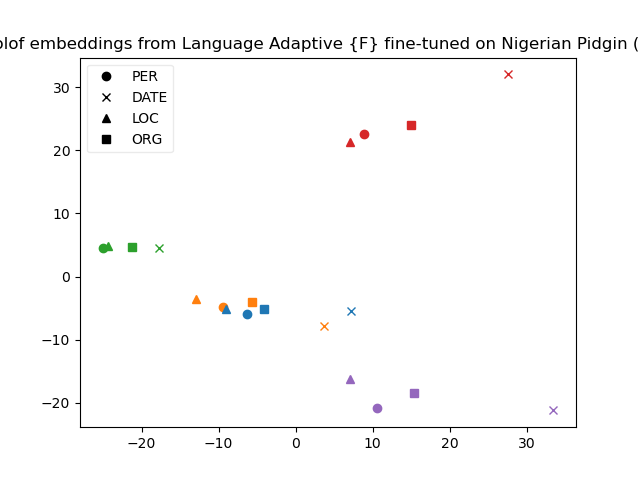 olof embeddings from Language Adaptive {F} fine-tuned on Nigerian Pidgin (
PER
DATE
LOC
ORG
30
20
10
0
−10
−20
−20 −10 0 10 20 30